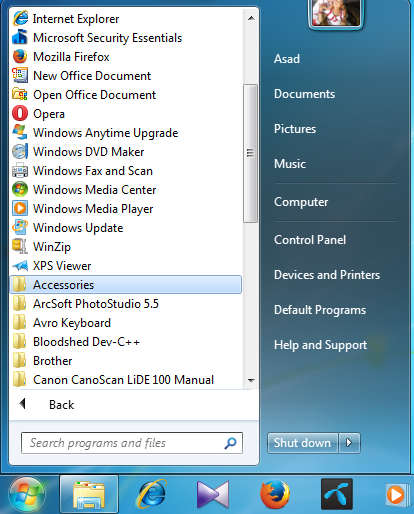 Internet Explorer
Microsoft Security Essentials
Mozilla Firefox
New Office Document
Open Office Document
Opera
Windows Anytime Upgrade
Windows DVD Maker
Windows Fax and Scan
Windows Media Center
Windows Media Player
Windows Update
WinZip
XPS Viewer
Accessories
ArcSoft PhotoStudio 5.5
Avro Keyboard
Bloodshed Dev-C++
Brother
Canon CanoScan LiDE 100 Manual
Back
Search programs and files
Asad
Documents
Pictures
Music
Computer
Control Panel
Devices and Printers
Default Programs
Help and Support
Shut down